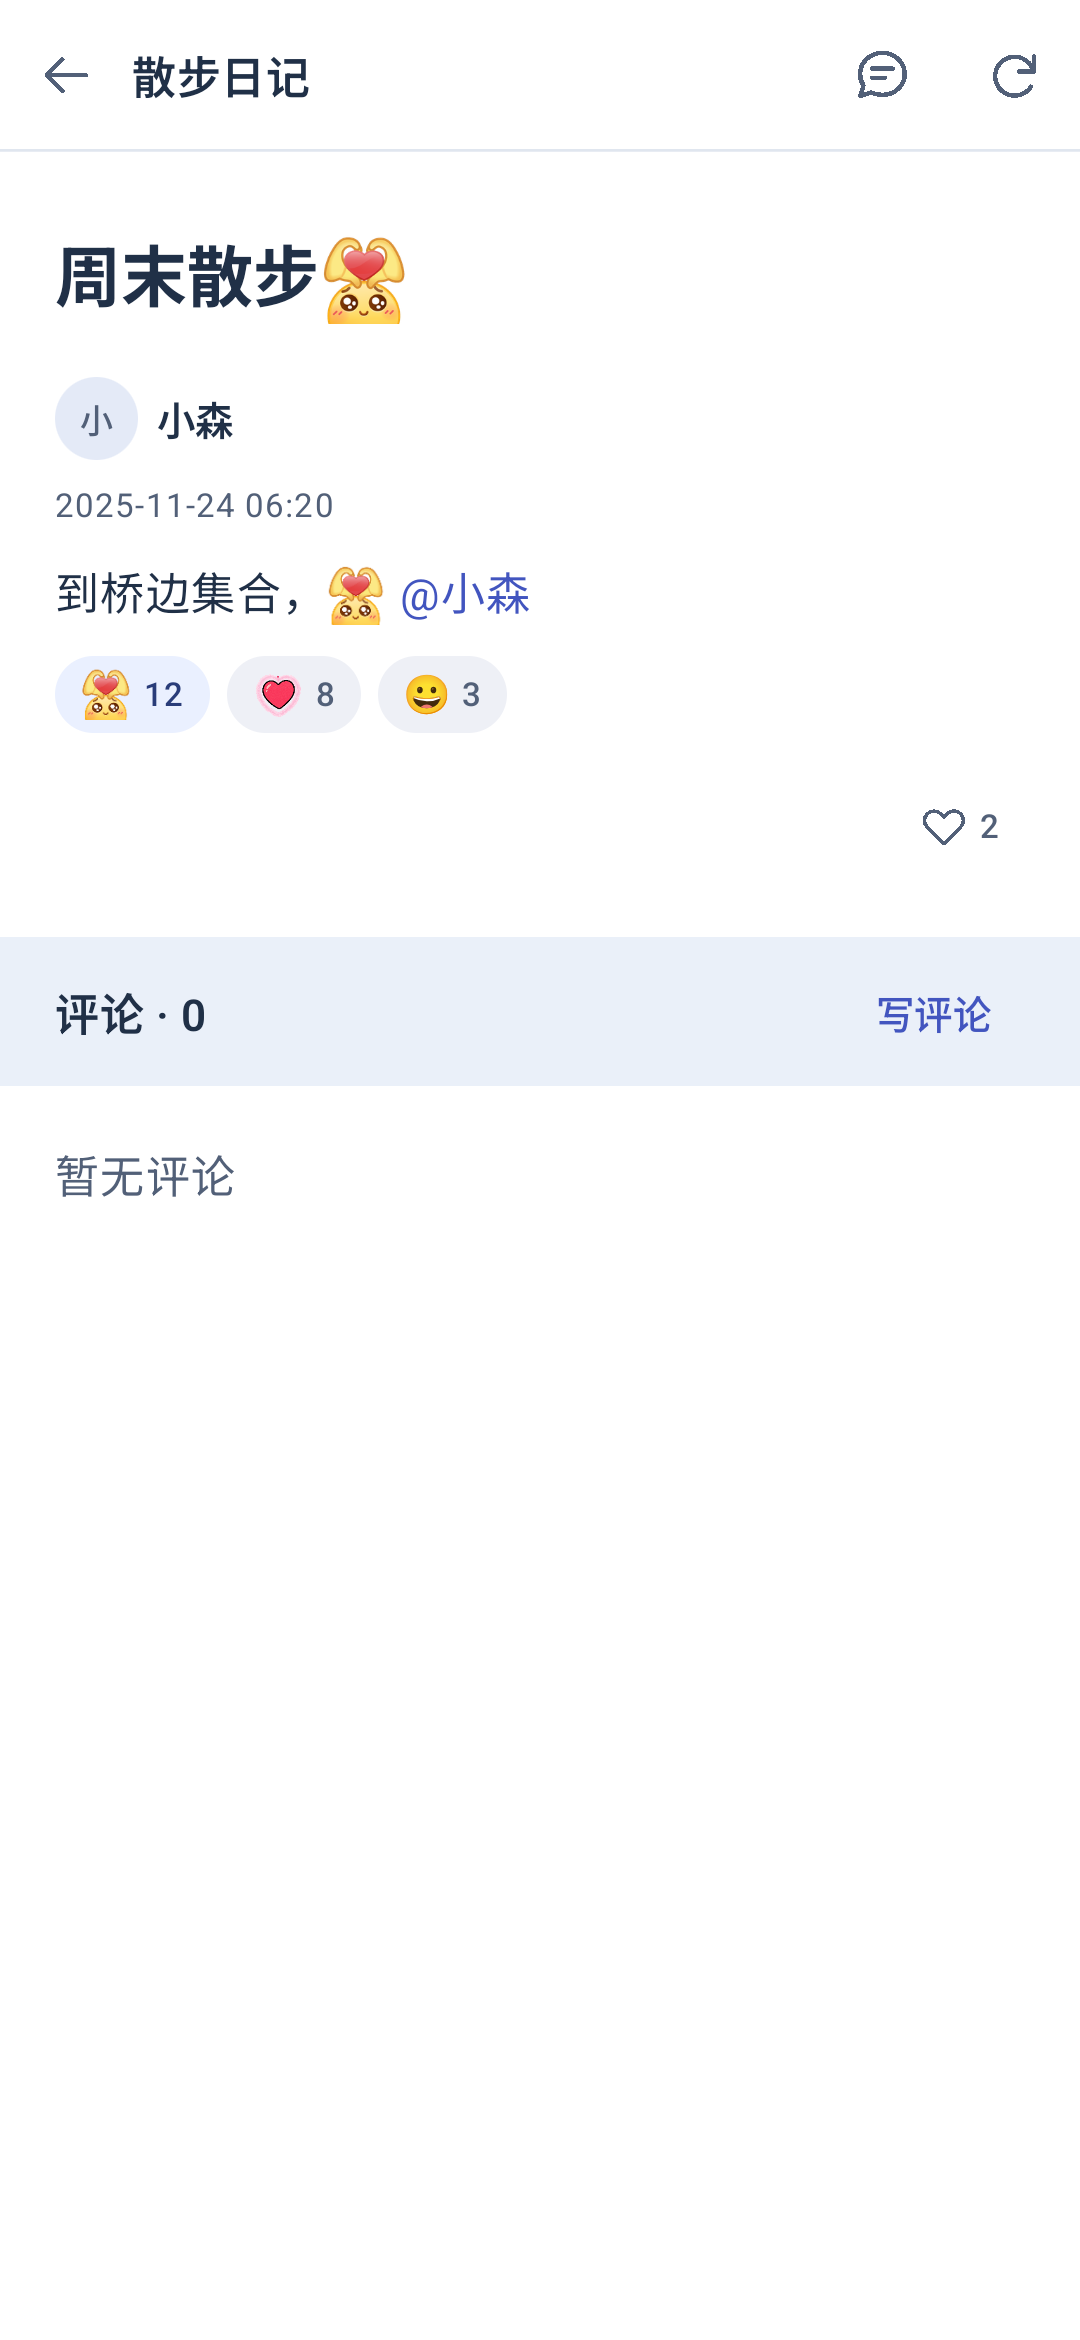 散步日记
周末散步
小 小森
2025-11-24 06:20
到桥边集合， @小森
12 8 😀 3
2
评论 · 0 写评论
暂无评论